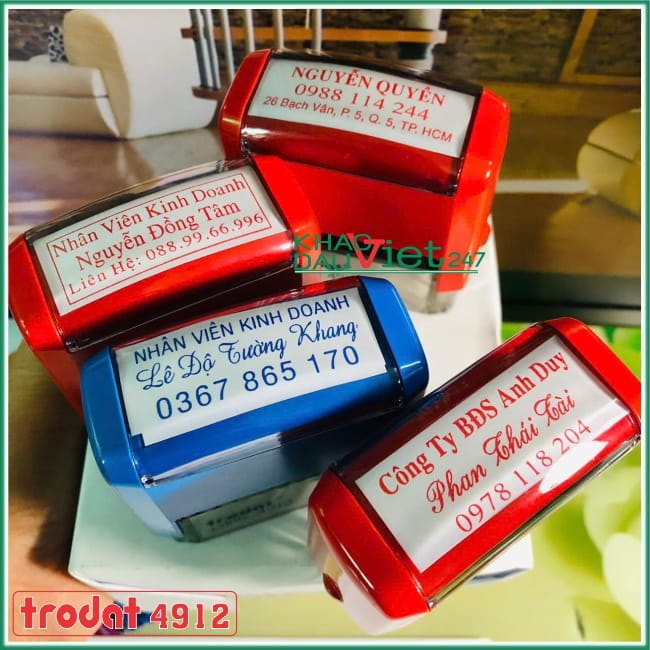 NGUYỄN QUYỀN
0988 114 244
26 Bạch Vân, P. 5, Q. 5, TP. HCM
Nhân Viên Kinh Doanh
Nguyễn Đồng Tâm
Liên Hệ: 088.99.66.996
KHAC
DAU Viet 247
NHÂN VIÊN KINH DOANH
Lê Độ Tường Khang
0367 865 170
Công Ty BĐS Anh Duy
Phan Thái Tài
0978 118 204
trodat
trodat 4912